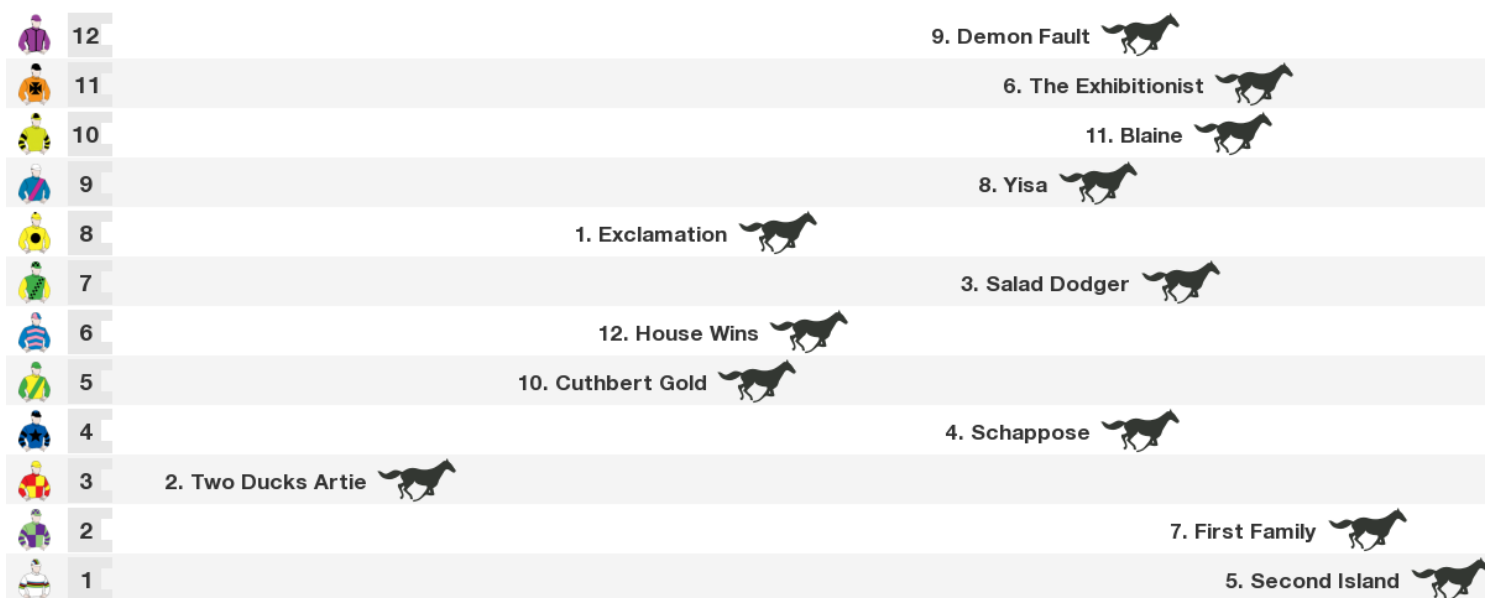 12 9. Demon Fault
11 6. The Exhibitionist
10 11. Blaine
9 8. Yisa
8 1. Exclamation
7 3. Salad Dodger
6 12. House Wins
5 10. Cuthbert Gold
4 4. Schappose
3 2. Two Ducks Artie
2 7. First Family
1 5. Second Island